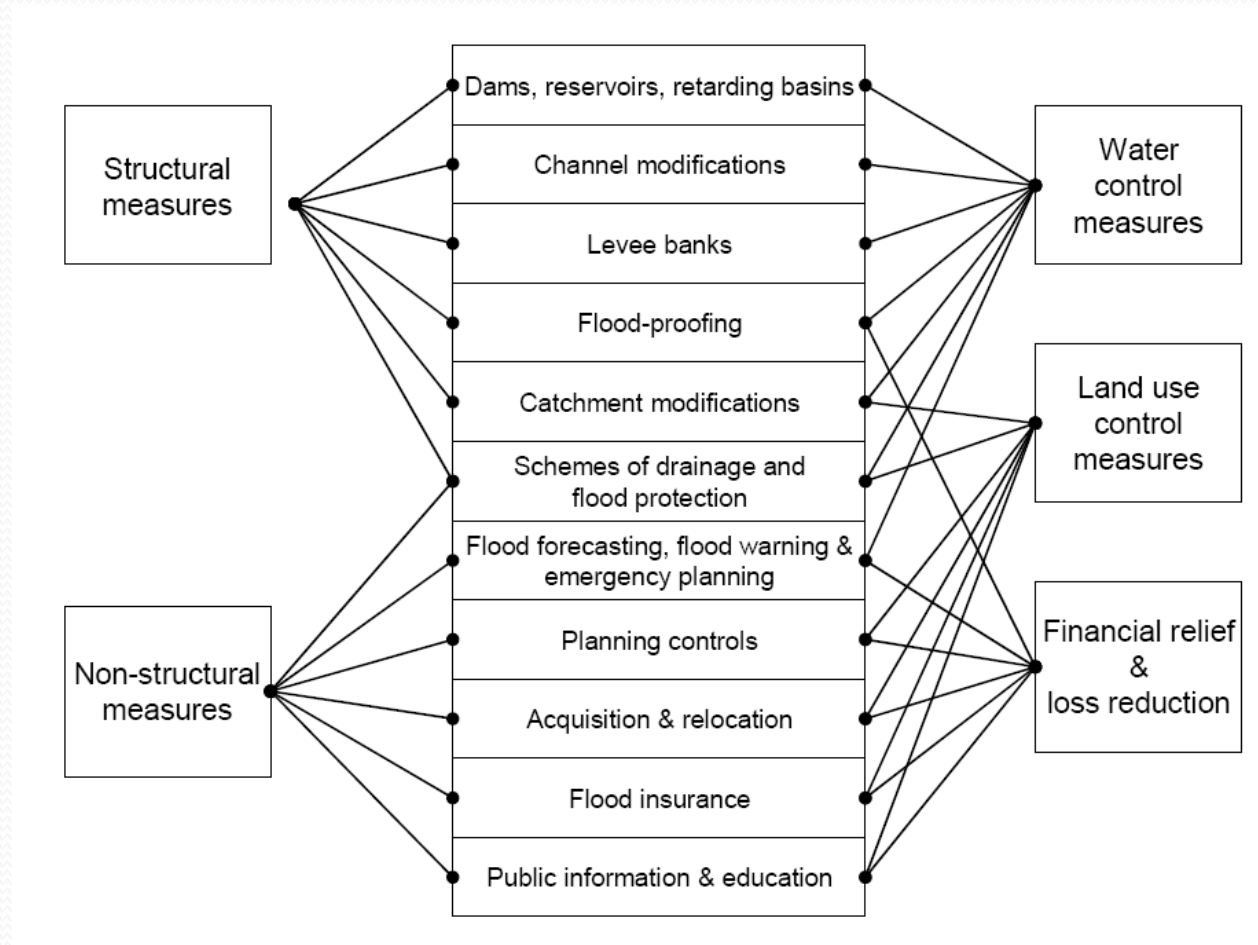 Structural
measures
Non-structural
measures
Dams, reservoirs, retarding basins
Channel modifications
Levee banks
Flood-proofing
Catchment modifications
Schemes of drainage and
flood protection
Flood forecasting, flood warning &
emergency planning
Planning controls
Acquisition & relocation
Flood insurance
Public information & education
Water
control
measures
Land use
control
measures
Financial relief
&
loss reduction